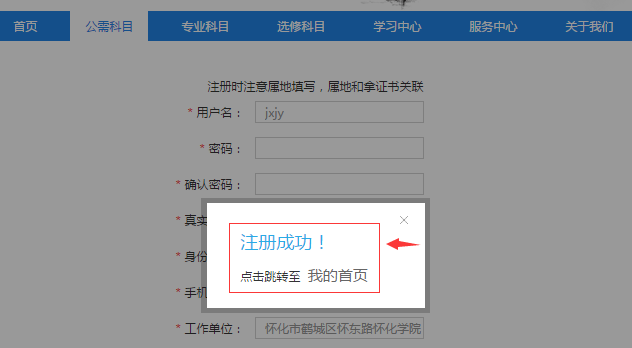 首页 公需科目 专业科目 选修科目 学习中心 服务中心 关于我们
注册时注意属地填写，属地和拿证书关联
* 用户名： jxjy
* 密码：
* 确认密码：
* 真实
注册成功！
* 身份
点击跳转至 我的首页
* 手机
* 工作单位： 怀化市鹤城区怀东路怀化学院